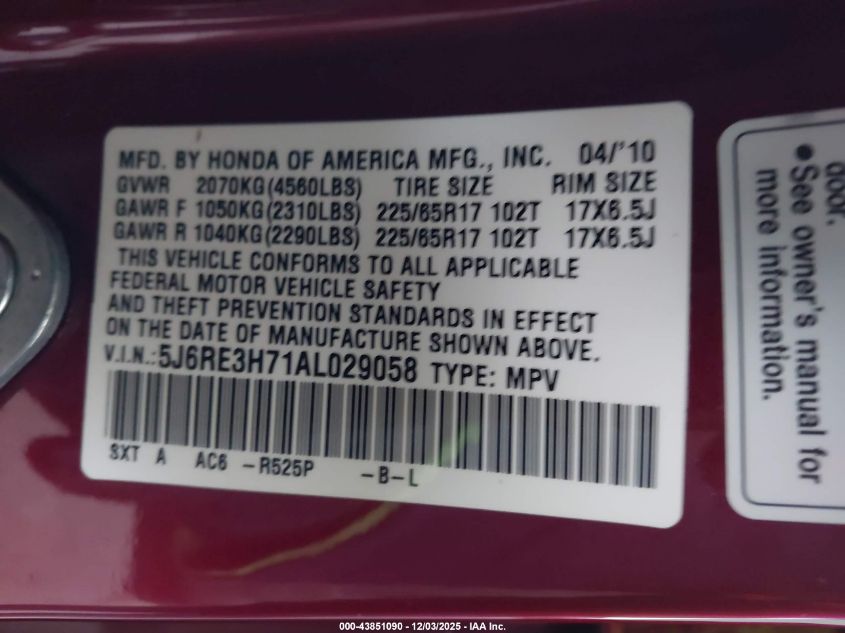 MFD. BY HONDA OF AMERICA MFG., INC. 04/'10
GVWR 2070KG(4560LBS) TIRE SIZE RIM SIZE
GAWR F 1050KG(2310LBS) 225/65R17 102T 17X6.5J
GAWR R 1040KG(2290LBS) 225/65R17 102T 17X6.5J
THIS VEHICLE CONFORMS TO ALL APPLICABLE
FEDERAL MOTOR VEHICLE SAFETY
AND THEFT PREVENTION STANDARDS IN EFFECT
ON THE DATE OF MANUFACTURE SHOWN ABOVE.
V.I.N.:5J6RE3H71AL029058 TYPE: MPV
SXT A AC6 -R525P -B-L
door.
•See owner's manual for
more information.
000-43851090 - 12/03/2025 - IAA Inc.